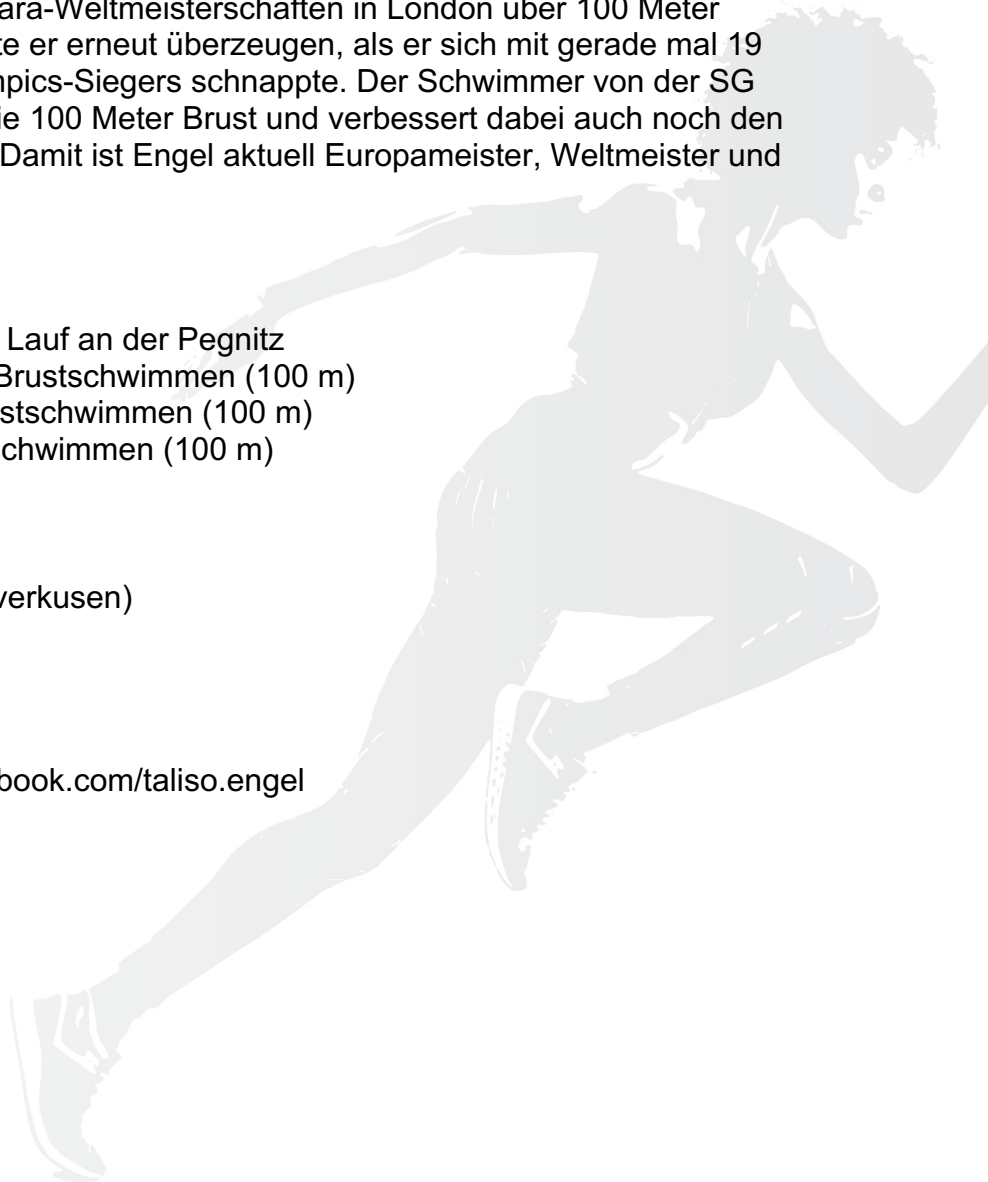 ara-Weltmeisterschaften in London über 100 Meter
te er erneut überzeugen, als er sich mit gerade mal 19
mpics-Siegers schnappte. Der Schwimmer von der SG
ie 100 Meter Brust und verbessert dabei auch noch den
Damit ist Engel aktuell Europameister, Weltmeister und
Lauf an der Pegnitz
Brustschwimmen (100 m)
stschwimmen (100 m)
chwimmen (100 m)
verkusen)
book.com/taliso.engel